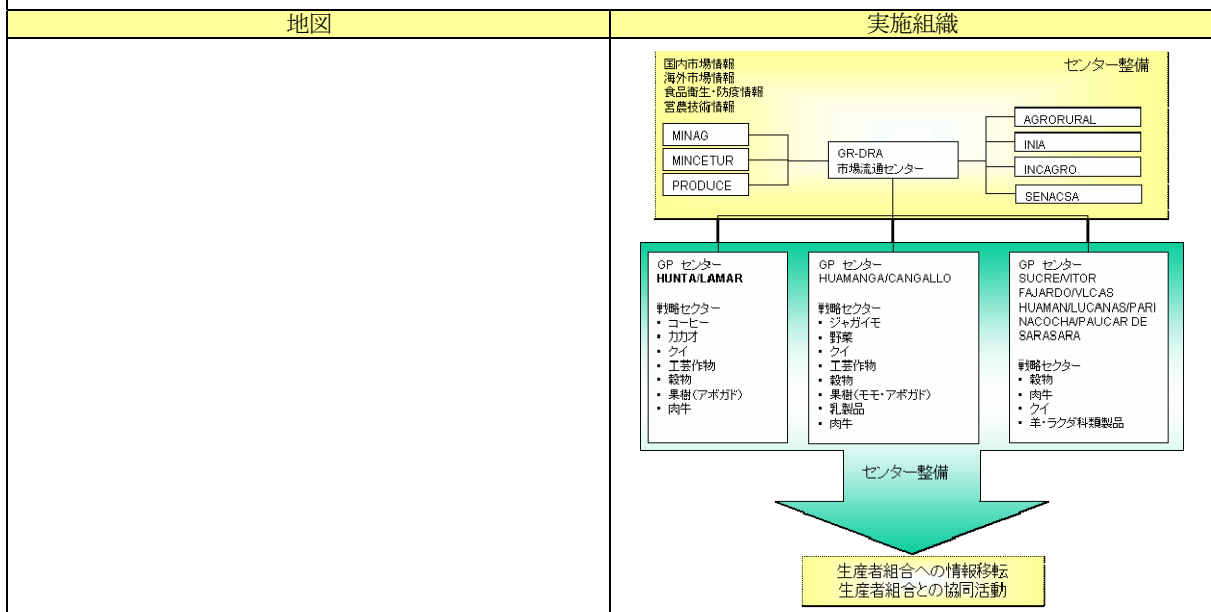 地図
実施組織
国内市場情報
海外市場情報
食品衛生・防疫情報
営農技術情報
センター整備
MINAG
MINCETUR
PRODUCE
GR-DRA
市場流通センター
AGRORURAL
INIA
INCAGRO
SENACSA
GP センター
HUNTA/LAMAR
戦略セクター
・ コーヒー
・ カカオ
・ クイ
・ 工芸作物
・ 穀物
・ 果樹（アボガド）
・ 肉牛
GP センター
HUAMANGA/CANGALLO
戦略セクター
・ ジャガイモ
・ 野菜
・ クイ
・ 工芸作物
・ 穀物
・ 果樹（モモ・アボガド）
・ 乳製品
・ 肉牛
GP センター
SUCRE/VITOR
FAJARDO/VLCAS
HUAMAN/LUCANAS/PARI
NACOCHA/PAUCAR DE
SARASARA
戦略セクター
・ 穀物
・ 肉牛
・ クイ
・ 羊・ラクダ科類製品
センター整備
生産者組合への情報移転
生産者組合との協同活動